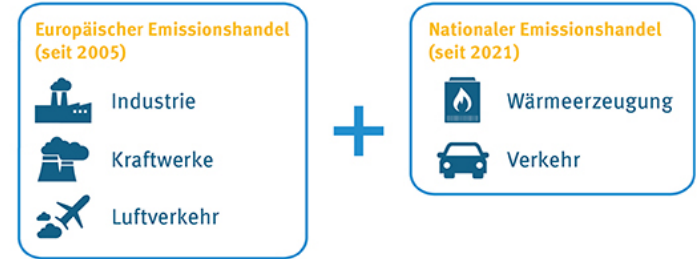 Europäischer Emissionshandel
(seit 2005)
Industrie
Kraftwerke
Luftverkehr
+
Nationaler Emissionshandel
(seit 2021)
Wärmeerzeugung
Verkehr